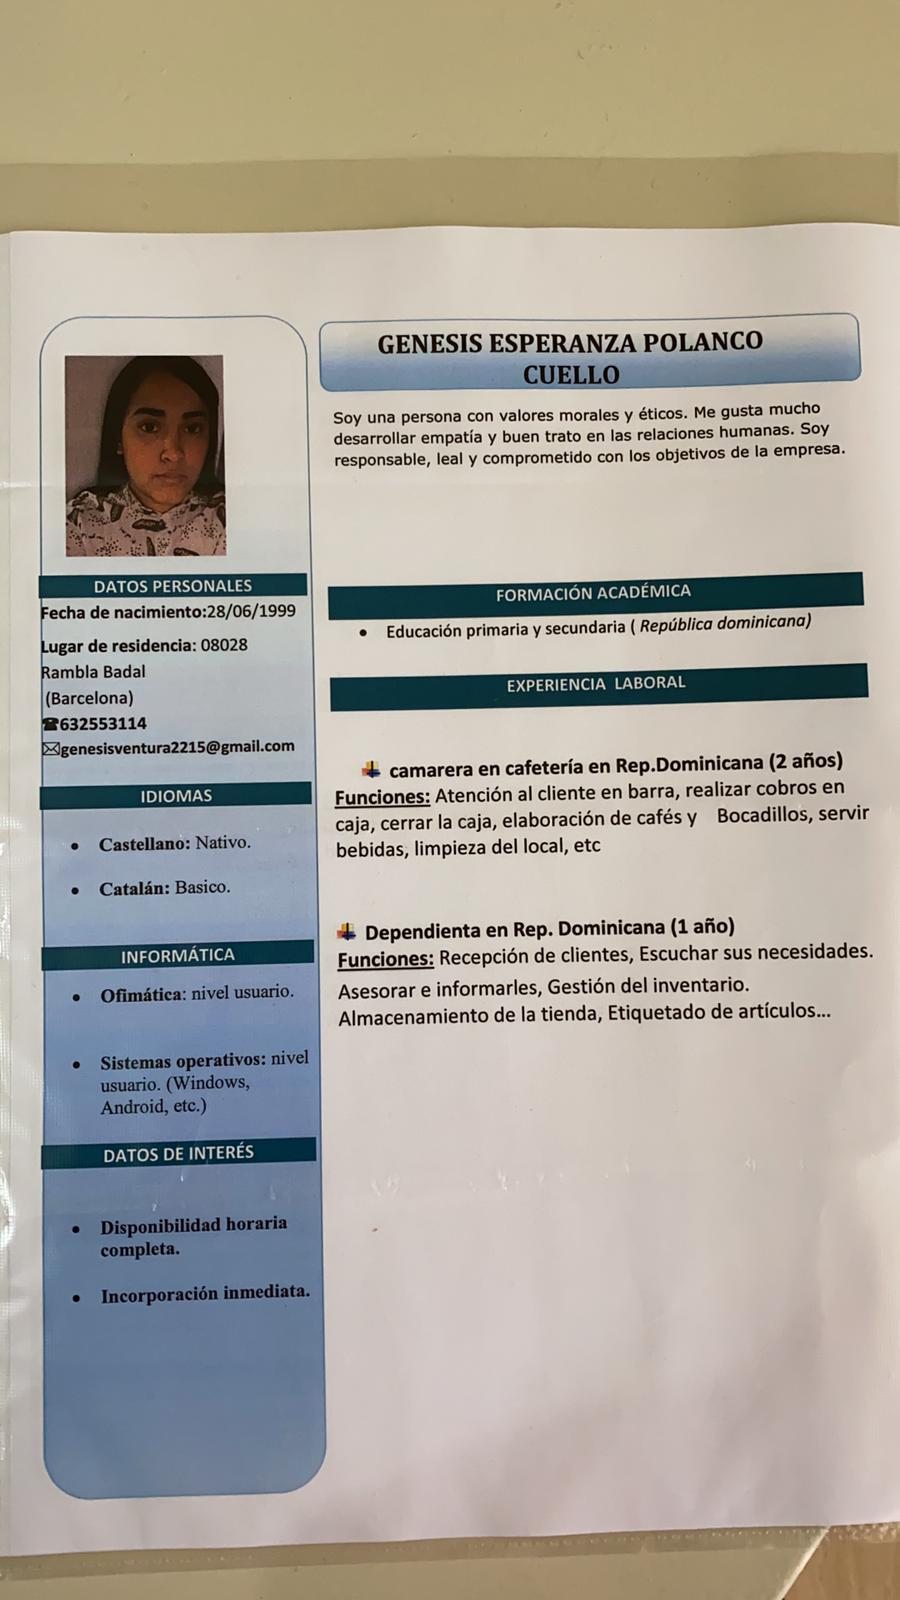 GENESIS ESPERANZA POLANCO
CUELLO
Soy una persona con valores morales y éticos. Me gusta mucho
desarrollar empatía y buen trato en las relaciones humanas. Soy
responsable, leal y comprometido con los objetivos de la empresa.
DATOS PERSONALES
Fecha de nacimiento:28/06/1999
Lugar de residencia: 08028
Rambla Badal
(Barcelona)
☎632553114
✉genesisventura2215@gmail.com
IDIOMAS
• Castellano: Nativo.
• Catalán: Basico.
INFORMÁTICA
• Ofimática: nivel usuario.
• Sistemas operativos: nivel
usuario. (Windows,
Android, etc.)
DATOS DE INTERÉS
• Disponibilidad horaria
completa.
• Incorporación inmediata.
FORMACIÓN ACADÉMICA
• Educación primaria y secundaria ( República dominicana)
EXPERIENCIA LABORAL
camarera en cafetería en Rep.Dominicana (2 años)
Funciones: Atención al cliente en barra, realizar cobros en
caja, cerrar la caja, elaboración de cafés y Bocadillos, servir
bebidas, limpieza del local, etc
Dependienta en Rep. Dominicana (1 año)
Funciones: Recepción de clientes, Escuchar sus necesidades.
Asesorar e informarles, Gestión del inventario.
Almacenamiento de la tienda, Etiquetado de artículos...